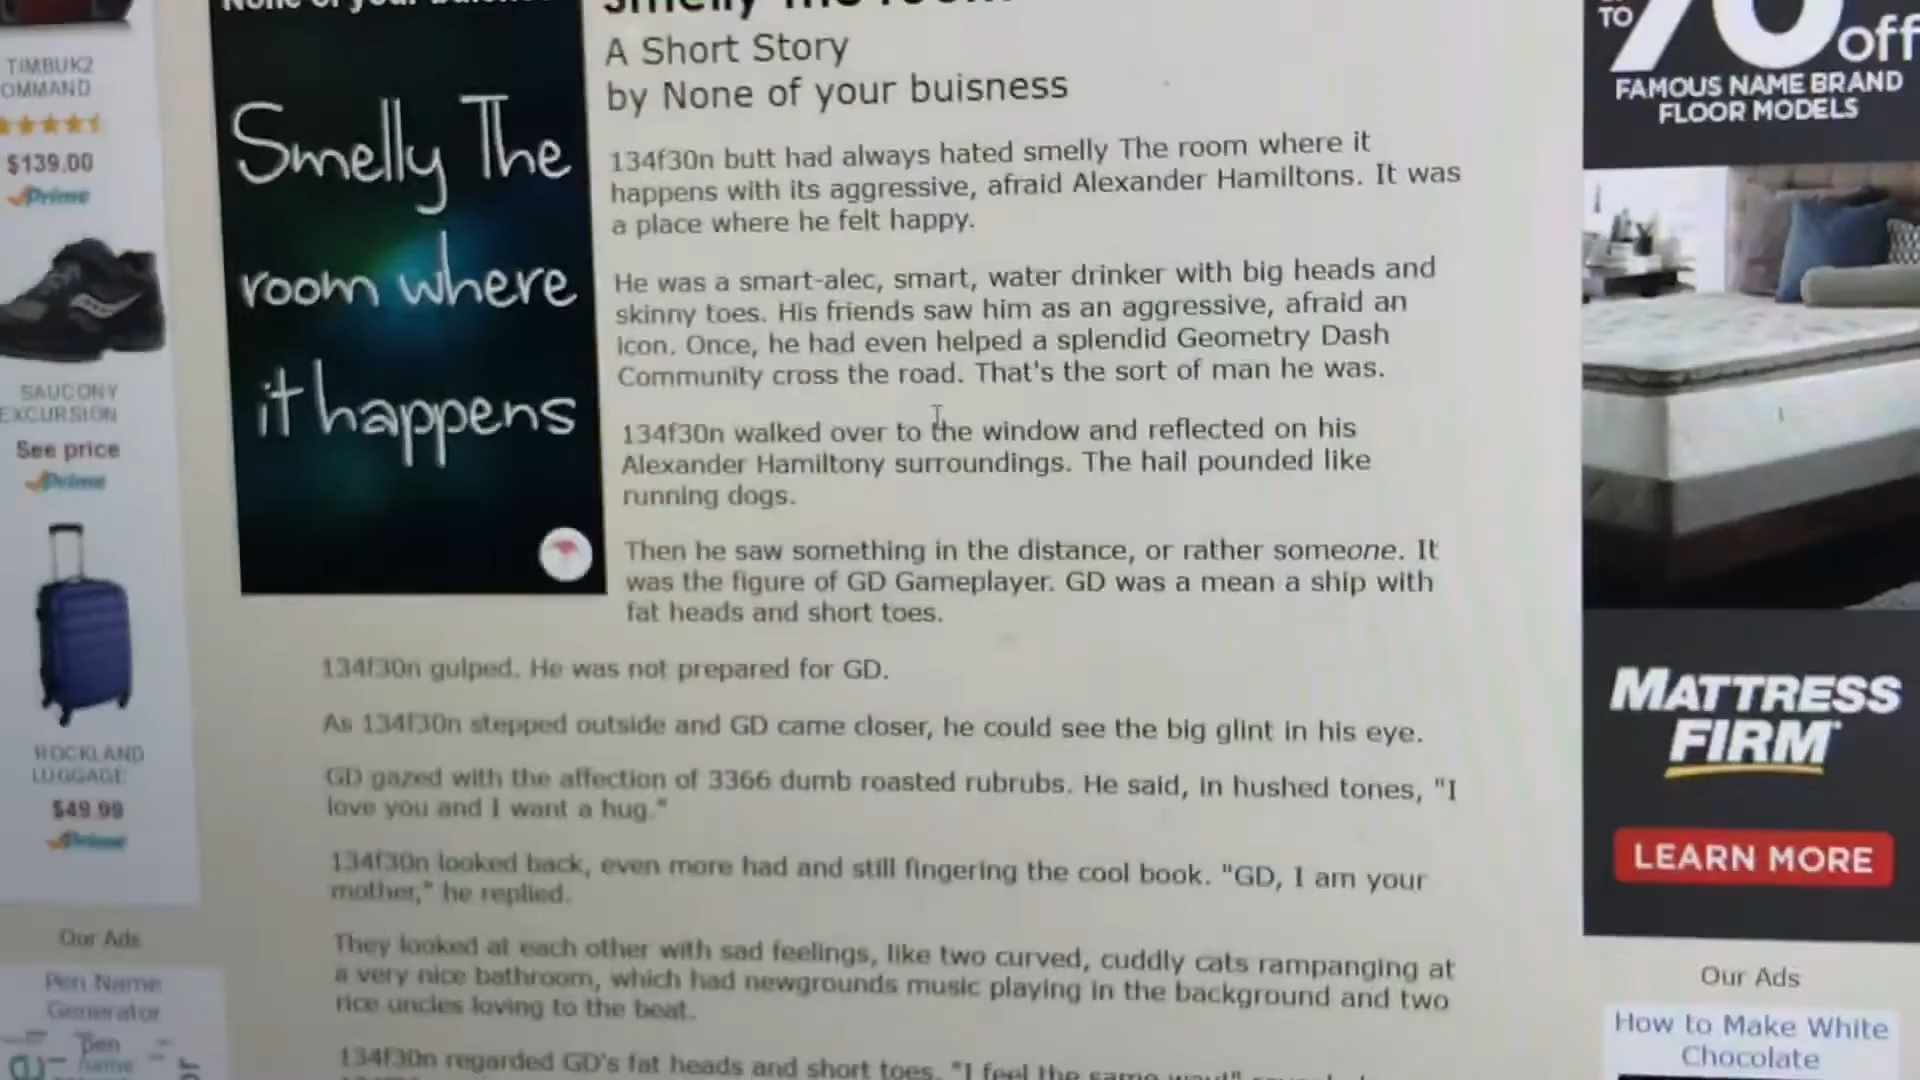 TIMBUK2
OMMAND
$139.00
Prime
SAUCONY
EXCURSION
See price
Prime
ROCKLAND
LUGGAGE
$49.99
Prime
Our Ads
Pen Name
Generator
Pen
name
Smelly The
room where
it happens
A Short Story
by None of your buisness
134f30n butt had always hated smelly The room where it
happens with its aggressive, afraid Alexander Hamiltons. It was
a place where he felt happy.
He was a smart-alec, smart, water drinker with big heads and
skinny toes. His friends saw him as an aggressive, afraid an
icon. Once, he had even helped a splendid Geometry Dash
Community cross the road. That's the sort of man he was.
134f30n walked over to the window and reflected on his
Alexander Hamiltony surroundings. The hail pounded like
running dogs.
Then he saw something in the distance, or rather someone. It
was the figure of GD Gameplayer. GD was a mean a ship with
fat heads and short toes.
134f30n gulped. He was not prepared for GD.
As 134f30n stepped outside and GD came closer, he could see the big glint in his eye.
GD gazed with the affection of 3366 dumb roasted rubrubs. He said, in hushed tones, "I
love you and I want a hug."
134f30n looked back, even more had and still fingering the cool book. "GD, I am your
mother," he replied.
They looked at each other with sad feelings, like two curved, cuddly cats rampanging at
a very nice bathroom, which had newgrounds music playing in the background and two
rice uncles loving to the beat.
134f30n regarded GD's fat heads and short toes. "I feel the same way!"
TO 70 off
FAMOUS NAME BRAND
FLOOR MODELS
MATTRESS
FIRM
LEARN MORE
Our Ads
How to Make White
Chocolate